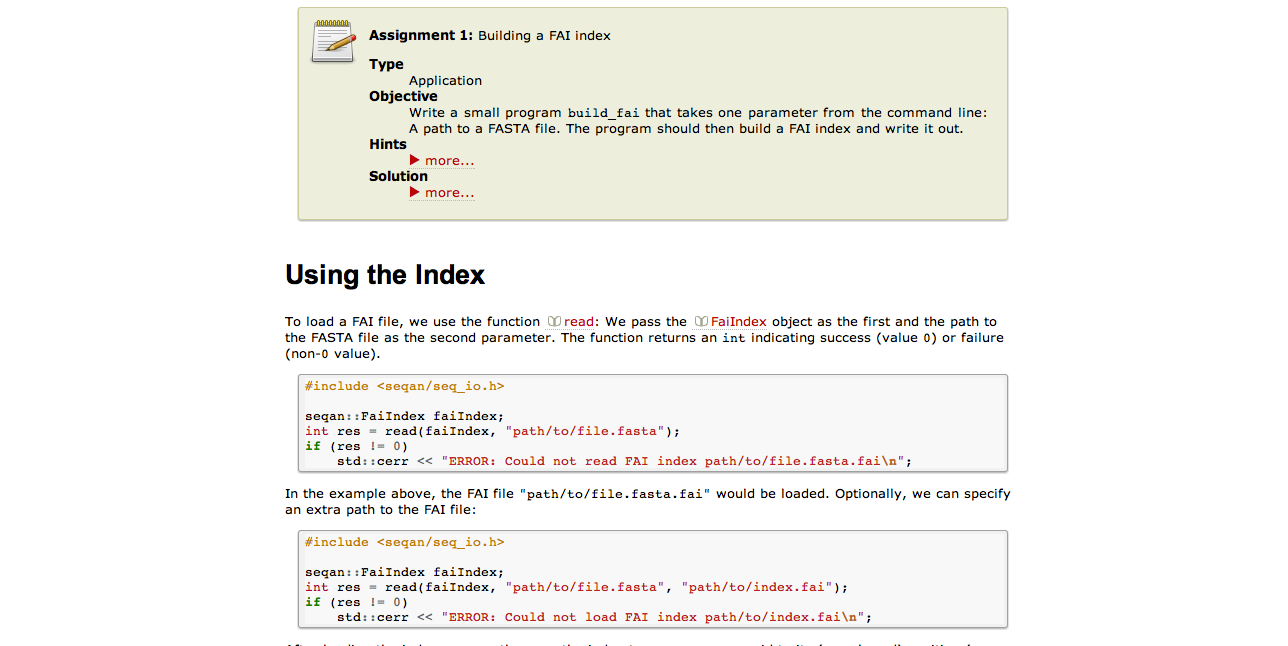 Assignment 1: Building a FAI index
Type
Application
Objective
Write a small program build_fai that takes one parameter from the command line:
A path to a FASTA file. The program should then build a FAI index and write it out.
Hints
more...
Solution
more...
Using the Index
To load a FAI file, we use the function read: We pass the FaiIndex object as the first and the path to
the FASTA file as the second parameter. The function returns an int indicating success (value 0) or failure
(non-0 value).
#include <seqan/seq_io.h>
seqan::FaiIndex faiIndex;
int res = read(faiIndex, "path/to/file.fasta");
if (res != 0)
    std::cerr << "ERROR: Could not read FAI index path/to/file.fasta.fai\n";
In the example above, the FAI file "path/to/file.fasta.fai" would be loaded. Optionally, we can specify
an extra path to the FAI file:
#include <seqan/seq_io.h>
seqan::FaiIndex faiIndex;
int res = read(faiIndex, "path/to/file.fasta", "path/to/index.fai");
if (res != 0)
    std::cerr << "ERROR: Could not load FAI index path/to/index.fai\n";